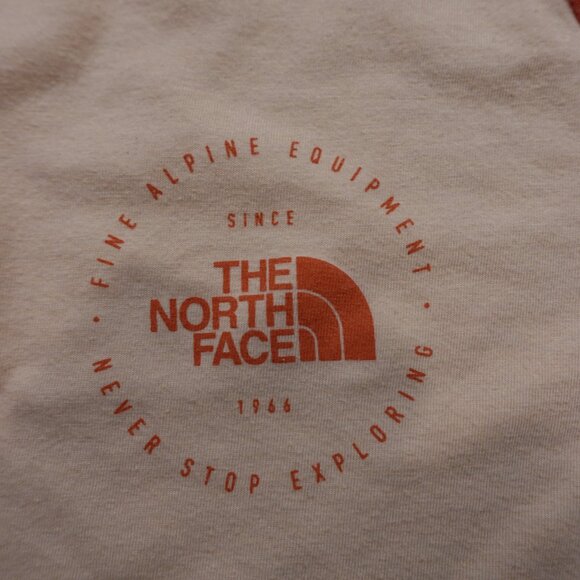 FINE ALPINE EQUIPMENT
SINCE
THE
NORTH
FACE
1966
NEVER STOP EXPLORING